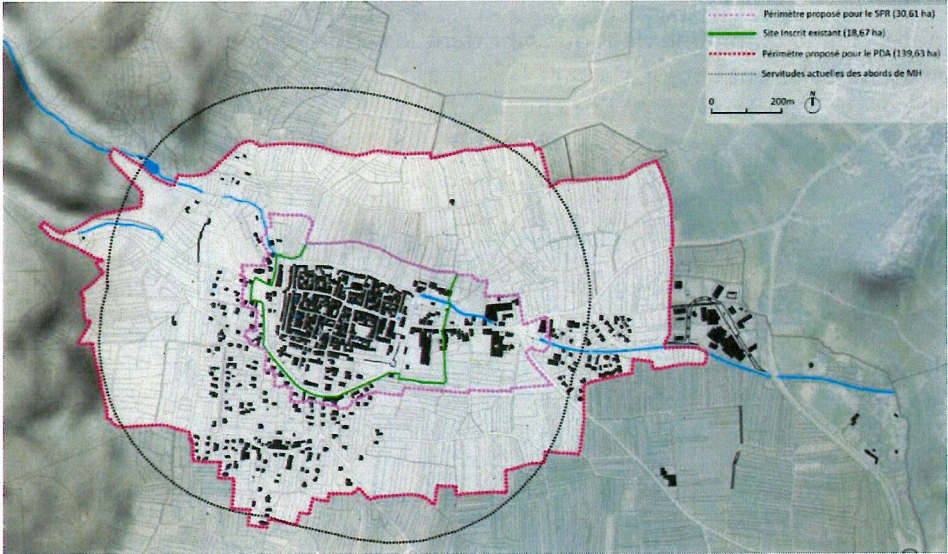 Périmètre proposé pour le SPR (30,61 ha)
Site Inscrit existant (18,67 ha)
Périmètre proposé pour le PDA (139,63 ha)
Servitudes actuelles des abords de MH
0 200m N